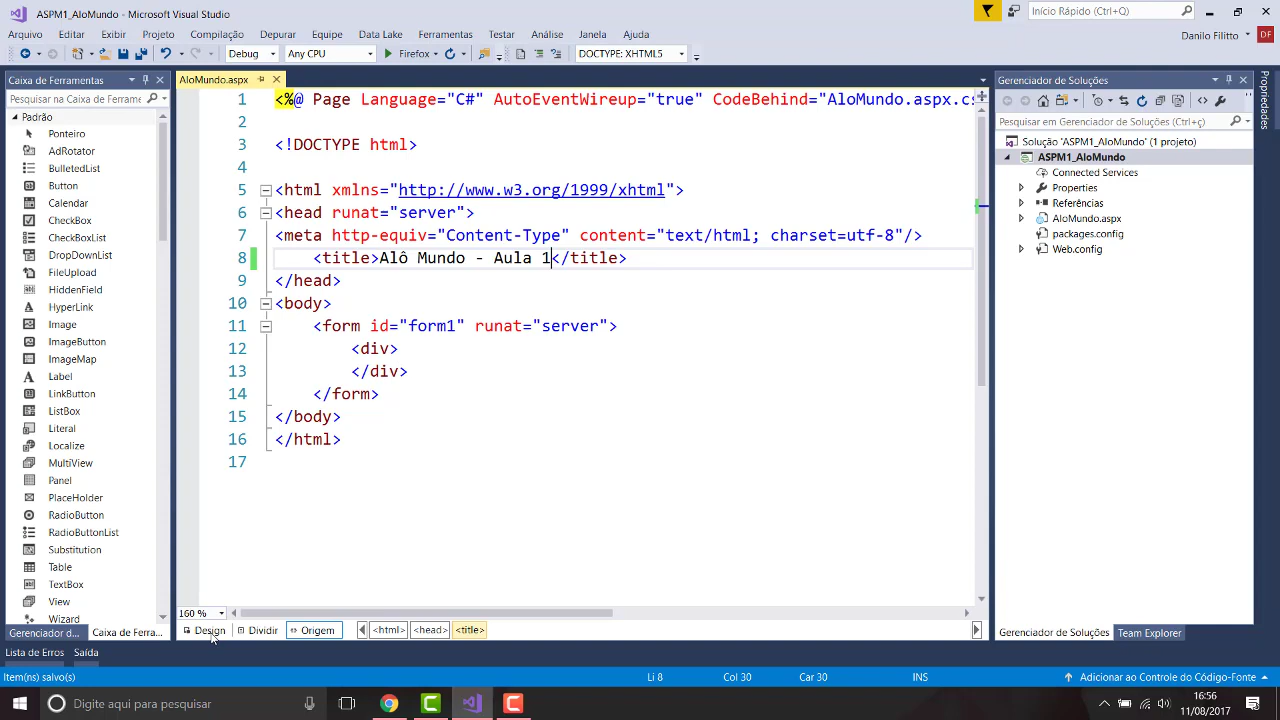 ASPM1_AloMundo - Microsoft Visual Studio
Início Rápido (Ctrl+Q)
Arquivo Editar Exibir Projeto Compilação Depurar Equipe Data Lake Ferramentas Testar Análise Janela Ajuda
Danilo Filitto DF
Debug Any CPU Firefox DOCTYPE: XHTML5
Caixa de Ferramentas
Pesquisar na Caixa de Ferrame
Padrão
Ponteiro
AdRotator
BulletedList
Button
Calendar
CheckBox
CheckBoxList
DropDownList
FileUpload
HiddenField
HyperLink
Image
ImageButton
ImageMap
Label
LinkButton
ListBox
Literal
Localize
MultiView
Panel
PlaceHolder
RadioButton
RadioButtonList
Substitution
Table
TextBox
View
Wizard
Gerenciador d... Caixa de Ferra...
AloMundo.aspx
1 <%@ Page Language="C#" AutoEventWireup="true" CodeBehind="AloMundo.aspx.cs
2
3 <!DOCTYPE html>
4
5 <html xmlns="http://www.w3.org/1999/xhtml">
6 <head runat="server">
7 <meta http-equiv="Content-Type" content="text/html; charset=utf-8"/>
8 <title>Alô Mundo - Aula 1</title>
9 </head>
10 <body>
11 <form id="form1" runat="server">
12 <div>
13 </div>
14 </form>
15 </body>
16 </html>
17
160 %
Design Dividir Origem <html> <head> <title>
Gerenciador de Soluções
Pesquisar em Gerenciador de Soluções (Ctrl+ç)
Solução "ASPM1_AloMundo" (1 projeto)
ASPM1_AloMundo
Connected Services
Properties
Referências
AloMundo.aspx
packages.config
Web.config
Gerenciador de Soluções Team Explorer
Propriedades
Lista de Erros Saída
Item(ns) salvo(s) Li 8 Col 30 Car 30 INS Adicionar ao Controle do Código-Fonte
Digite aqui para pesquisar
16:56
11/08/2017